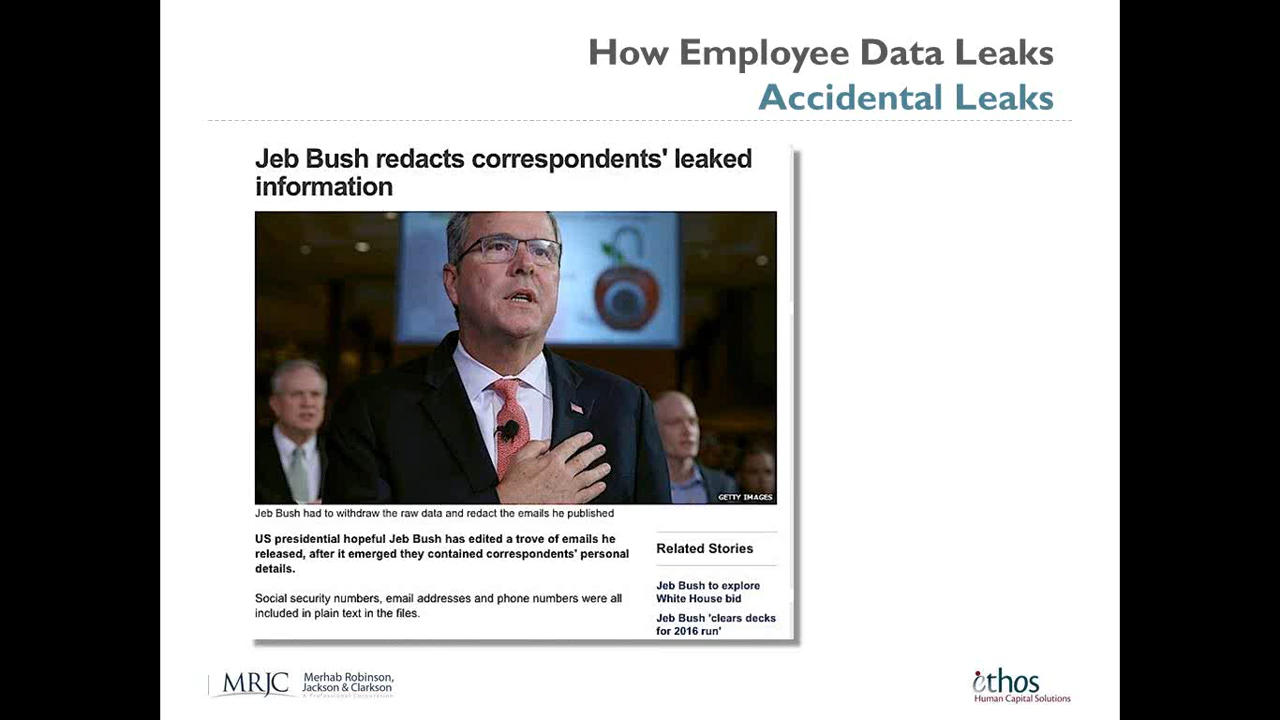 How Employee Data Leaks
Accidental Leaks
Jeb Bush redacts correspondents' leaked
information
GETTY IMAGES
Jeb Bush had to withdraw the raw data and redact the emails he published
US presidential hopeful Jeb Bush has edited a trove of emails he
released, after it emerged they contained correspondents' personal
details.
Social security numbers, email addresses and phone numbers were all
included in plain text in the files.
Related Stories
Jeb Bush to explore
White House bid
Jeb Bush 'clears decks
for 2016 run'
MRJC
Merhab Robinson,
Jackson & Clarkson
A Professional Corporation
ethos
Human Capital Solutions